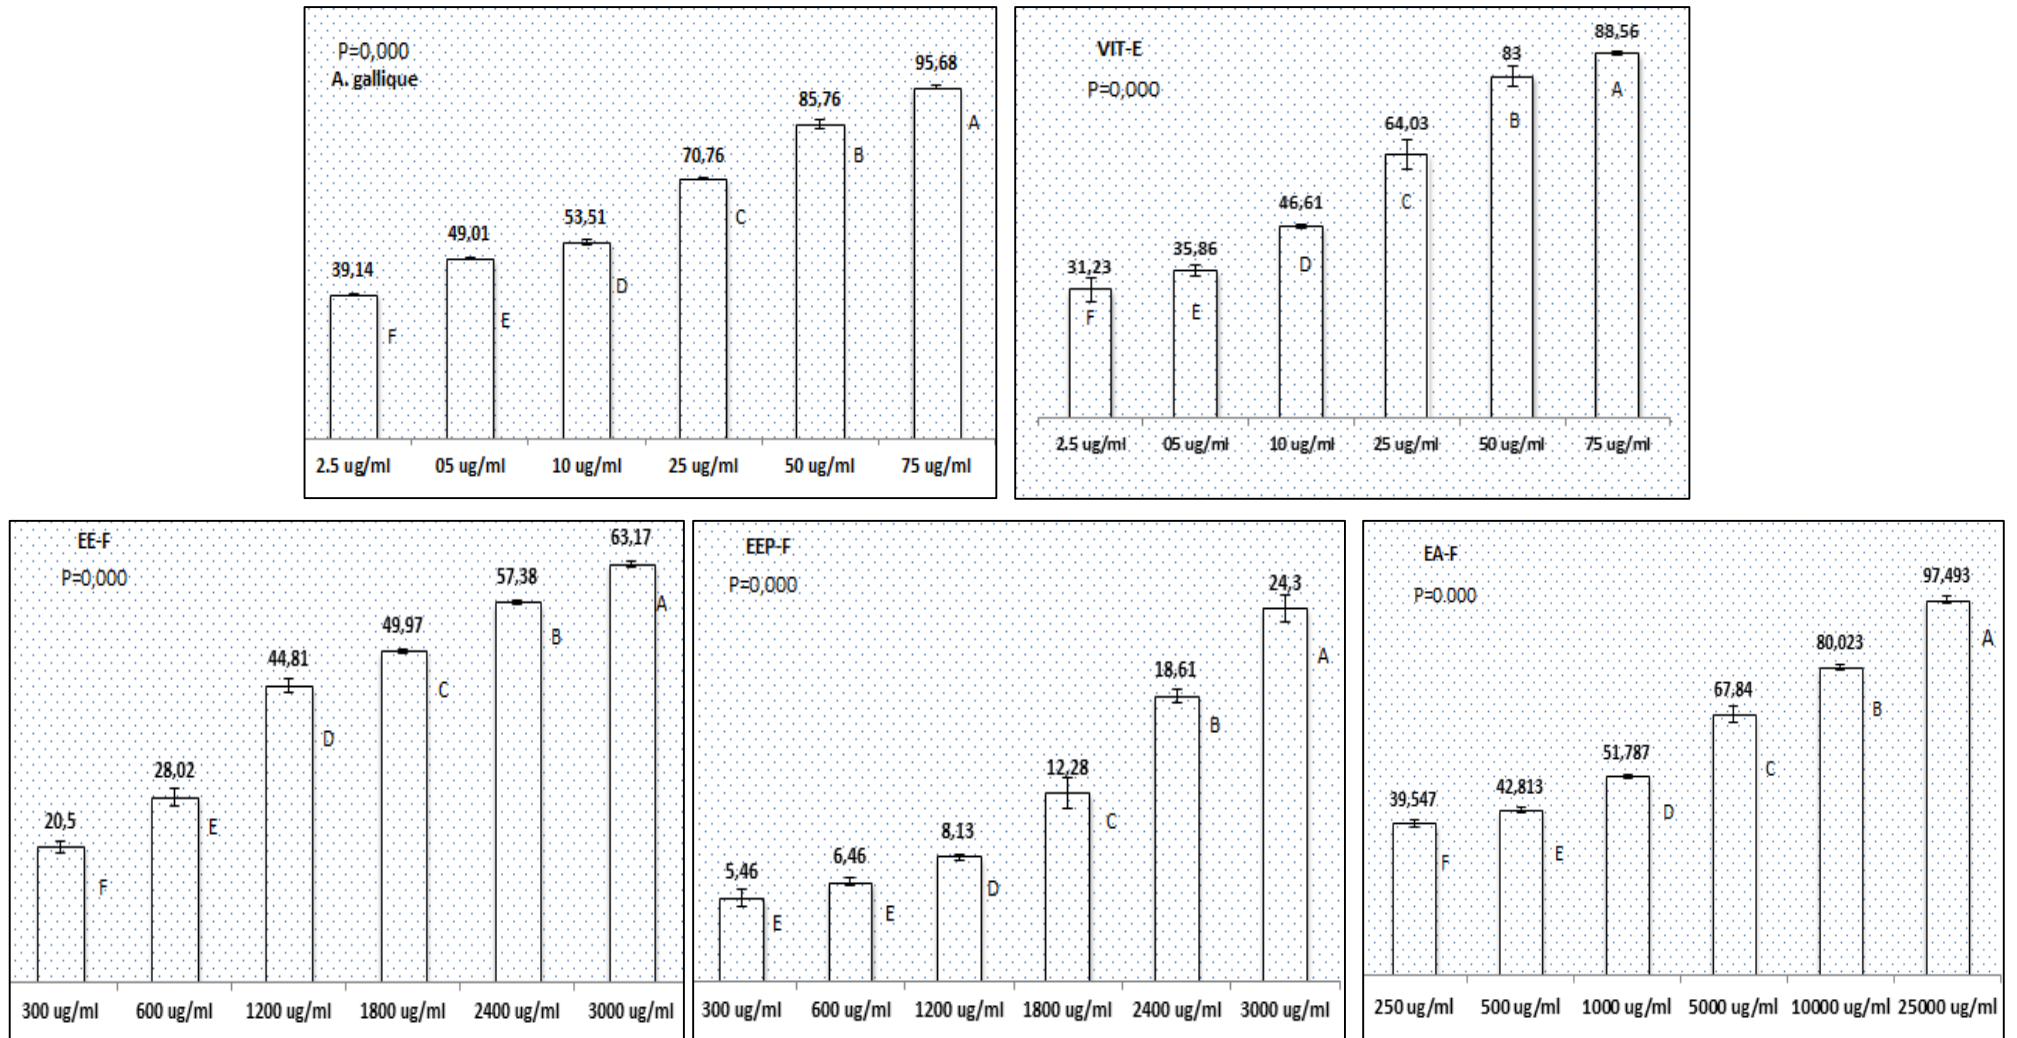 P=0,000
A. gallique
39,14
49,01
53,51
70,76
85,76
95,68
F
E
D
C
B
A
2.5 ug/ml 05 ug/ml 10 ug/ml 25 ug/ml 50 ug/ml 75 ug/ml
VIT-E
P=0,000
31,23
35,86
46,61
64,03
83
88,56
F
E
D
C
B
A
2.5 ug/ml 05 ug/ml 10 ug/ml 25 ug/ml 50 ug/ml 75 ug/ml
EE-F
P=0,000
20,5
28,02
44,81
49,97
57,38
63,17
F
E
D
C
B
A
300 ug/ml 600 ug/ml 1200 ug/ml 1800 ug/ml 2400 ug/ml 3000 ug/ml
EEP-F
P=0,000
5,46
6,46
8,13
12,28
18,61
24,3
E
E
D
C
B
A
300 ug/ml 600 ug/ml 1200 ug/ml 1800 ug/ml 2400 ug/ml 3000 ug/ml
EA-F
P=0.000
39,547
42,813
51,787
67,84
80,023
97,493
F
E
D
C
B
A
250 ug/ml 500 ug/ml 1000 ug/ml 5000 ug/ml 10000 ug/ml 25000 ug/ml